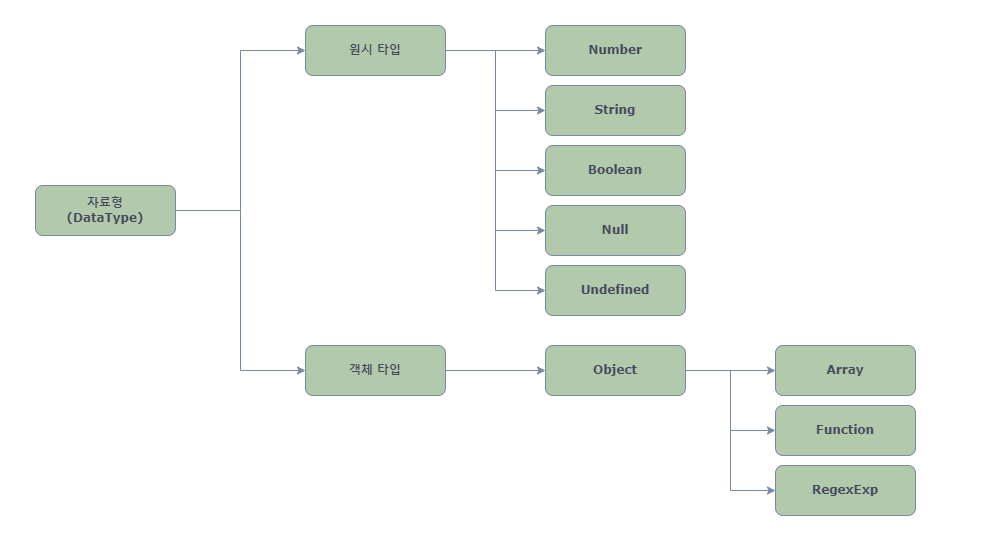 자료형
(DataType)
원시 타입
Number
String
Boolean
Null
Undefined
객체 타입
Object
Array
Function
RegexExp